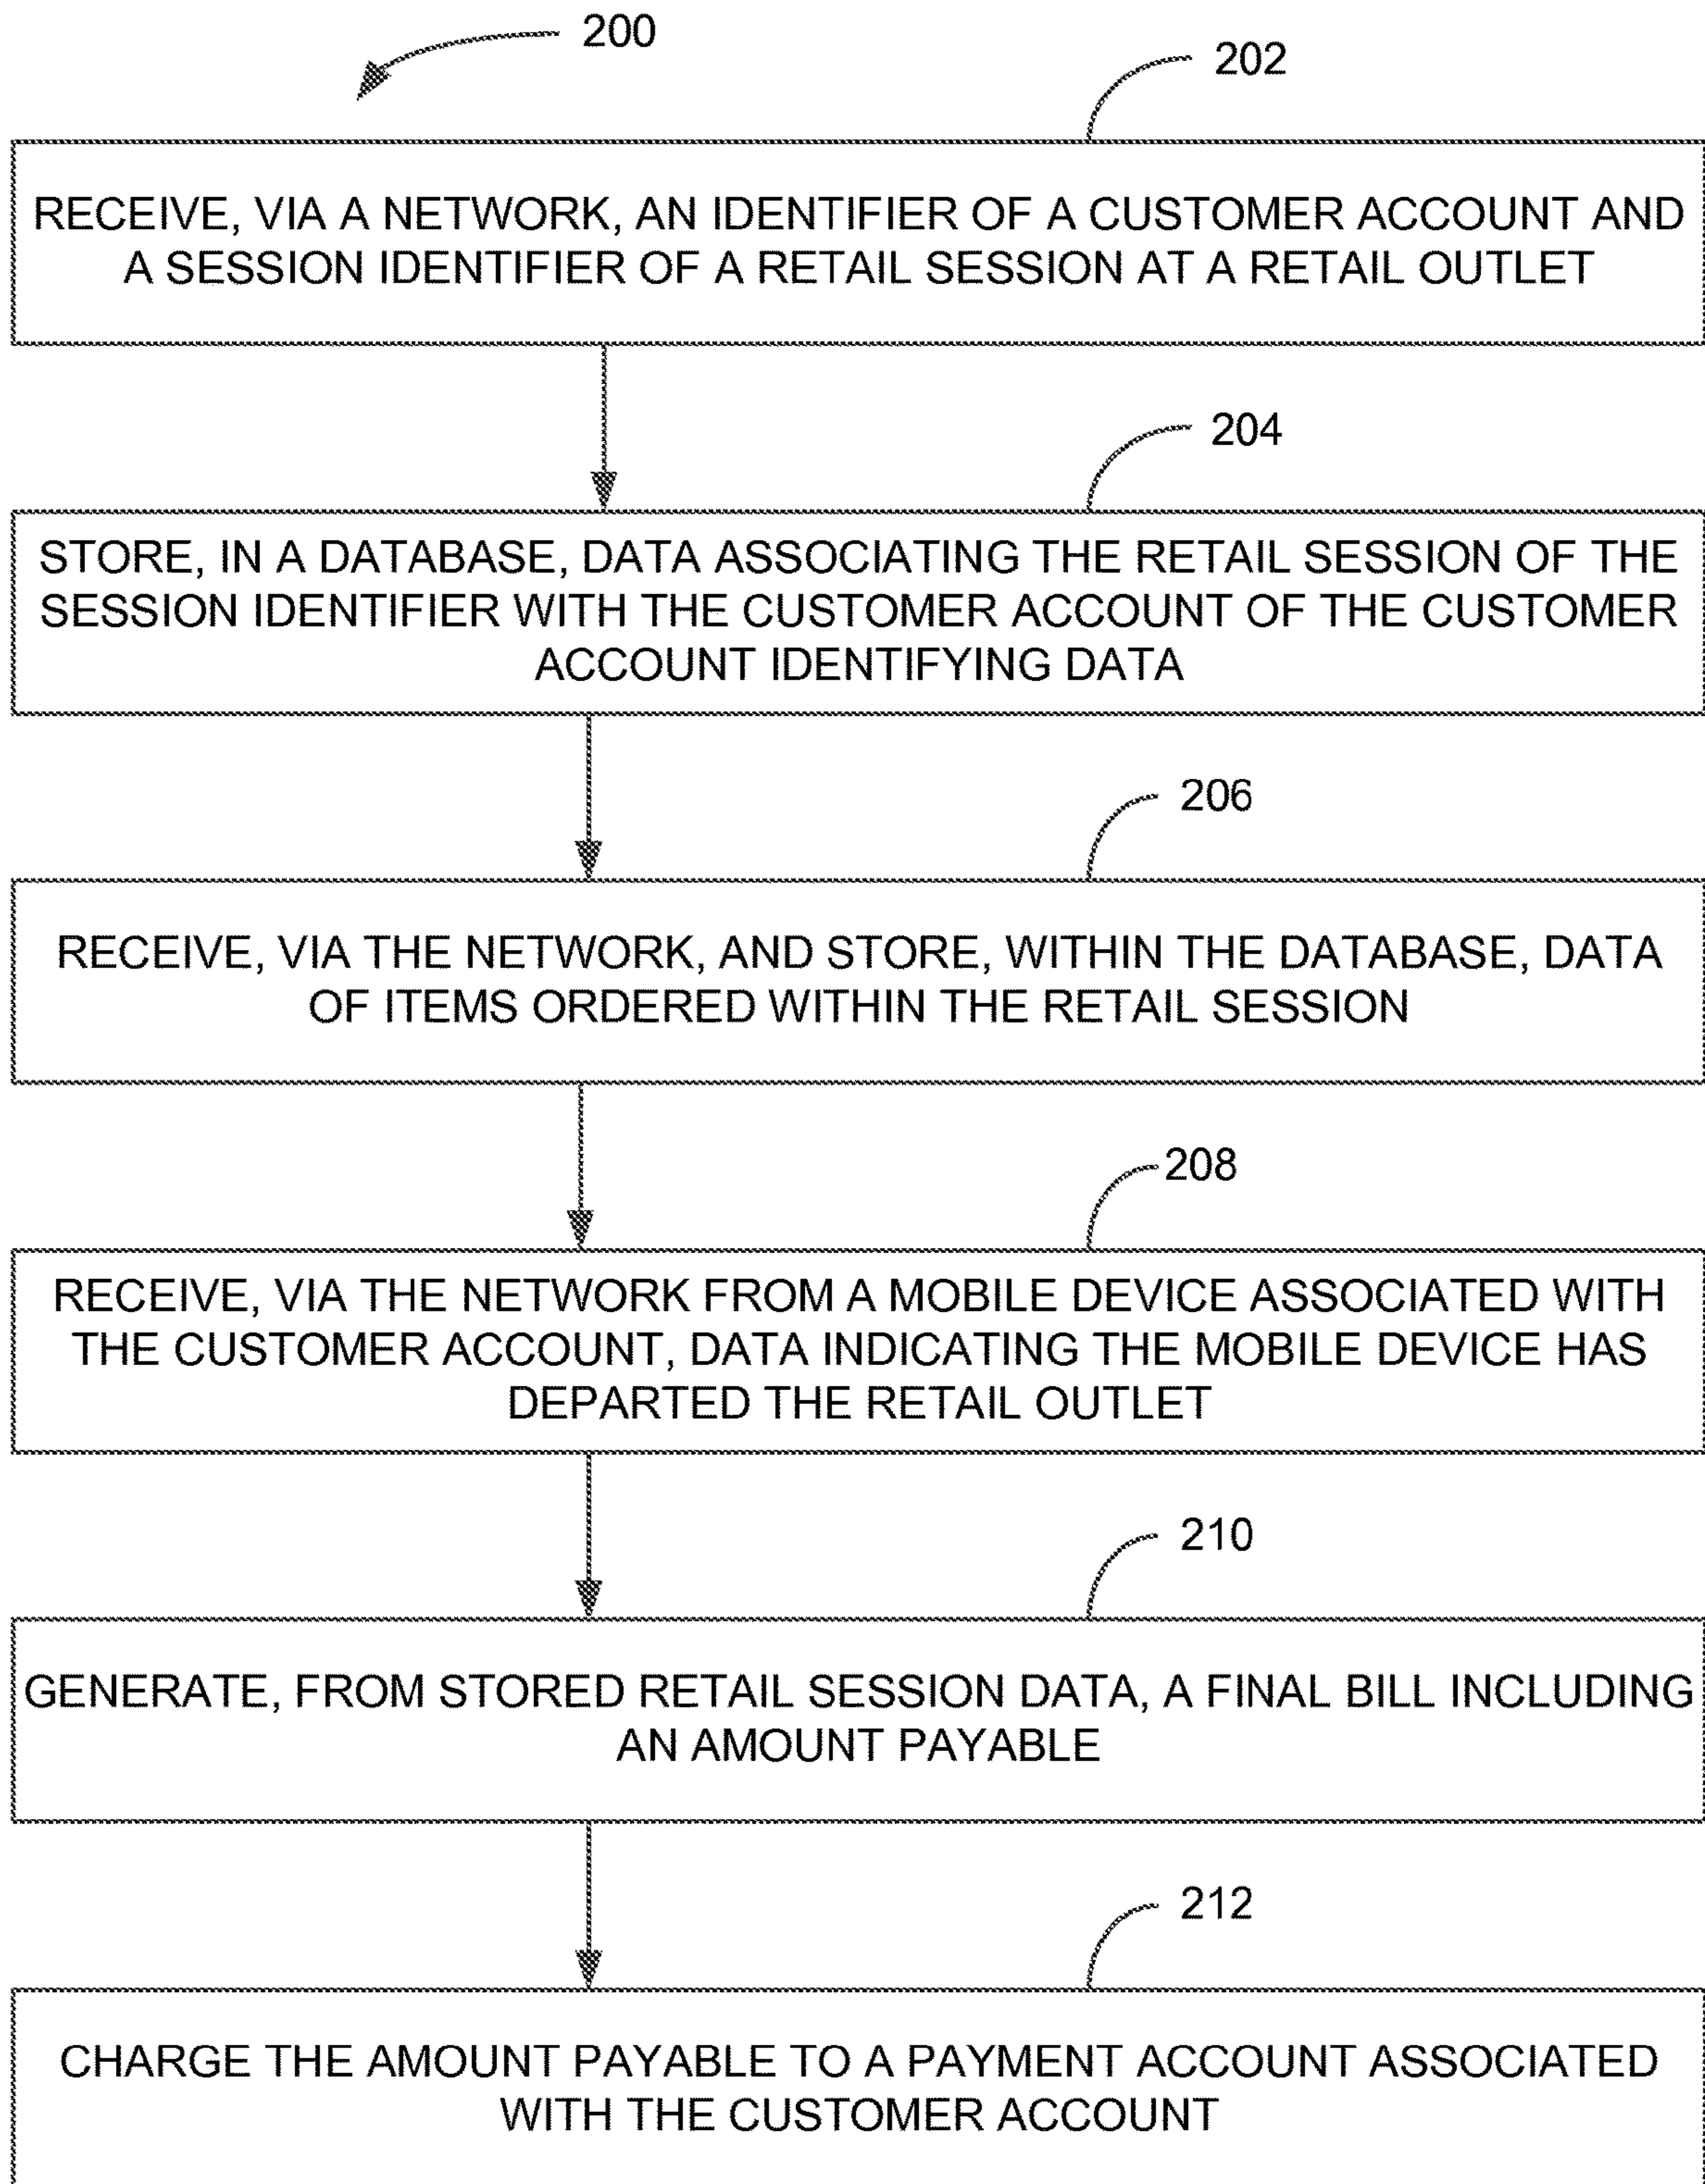 200
202
RECEIVE, VIA A NETWORK, AN IDENTIFIER OF A CUSTOMER ACCOUNT AND
A SESSION IDENTIFIER OF A RETAIL SESSION AT A RETAIL OUTLET
204
STORE, IN A DATABASE, DATA ASSOCIATING THE RETAIL SESSION OF THE
SESSION IDENTIFIER WITH THE CUSTOMER ACCOUNT OF THE CUSTOMER
ACCOUNT IDENTIFYING DATA
206
RECEIVE, VIA THE NETWORK, AND STORE, WITHIN THE DATABASE, DATA
OF ITEMS ORDERED WITHIN THE RETAIL SESSION
208
RECEIVE, VIA THE NETWORK FROM A MOBILE DEVICE ASSOCIATED WITH
THE CUSTOMER ACCOUNT, DATA INDICATING THE MOBILE DEVICE HAS
DEPARTED THE RETAIL OUTLET
210
GENERATE, FROM STORED RETAIL SESSION DATA, A FINAL BILL INCLUDING
AN AMOUNT PAYABLE
212
CHARGE THE AMOUNT PAYABLE TO A PAYMENT ACCOUNT ASSOCIATED
WITH THE CUSTOMER ACCOUNT